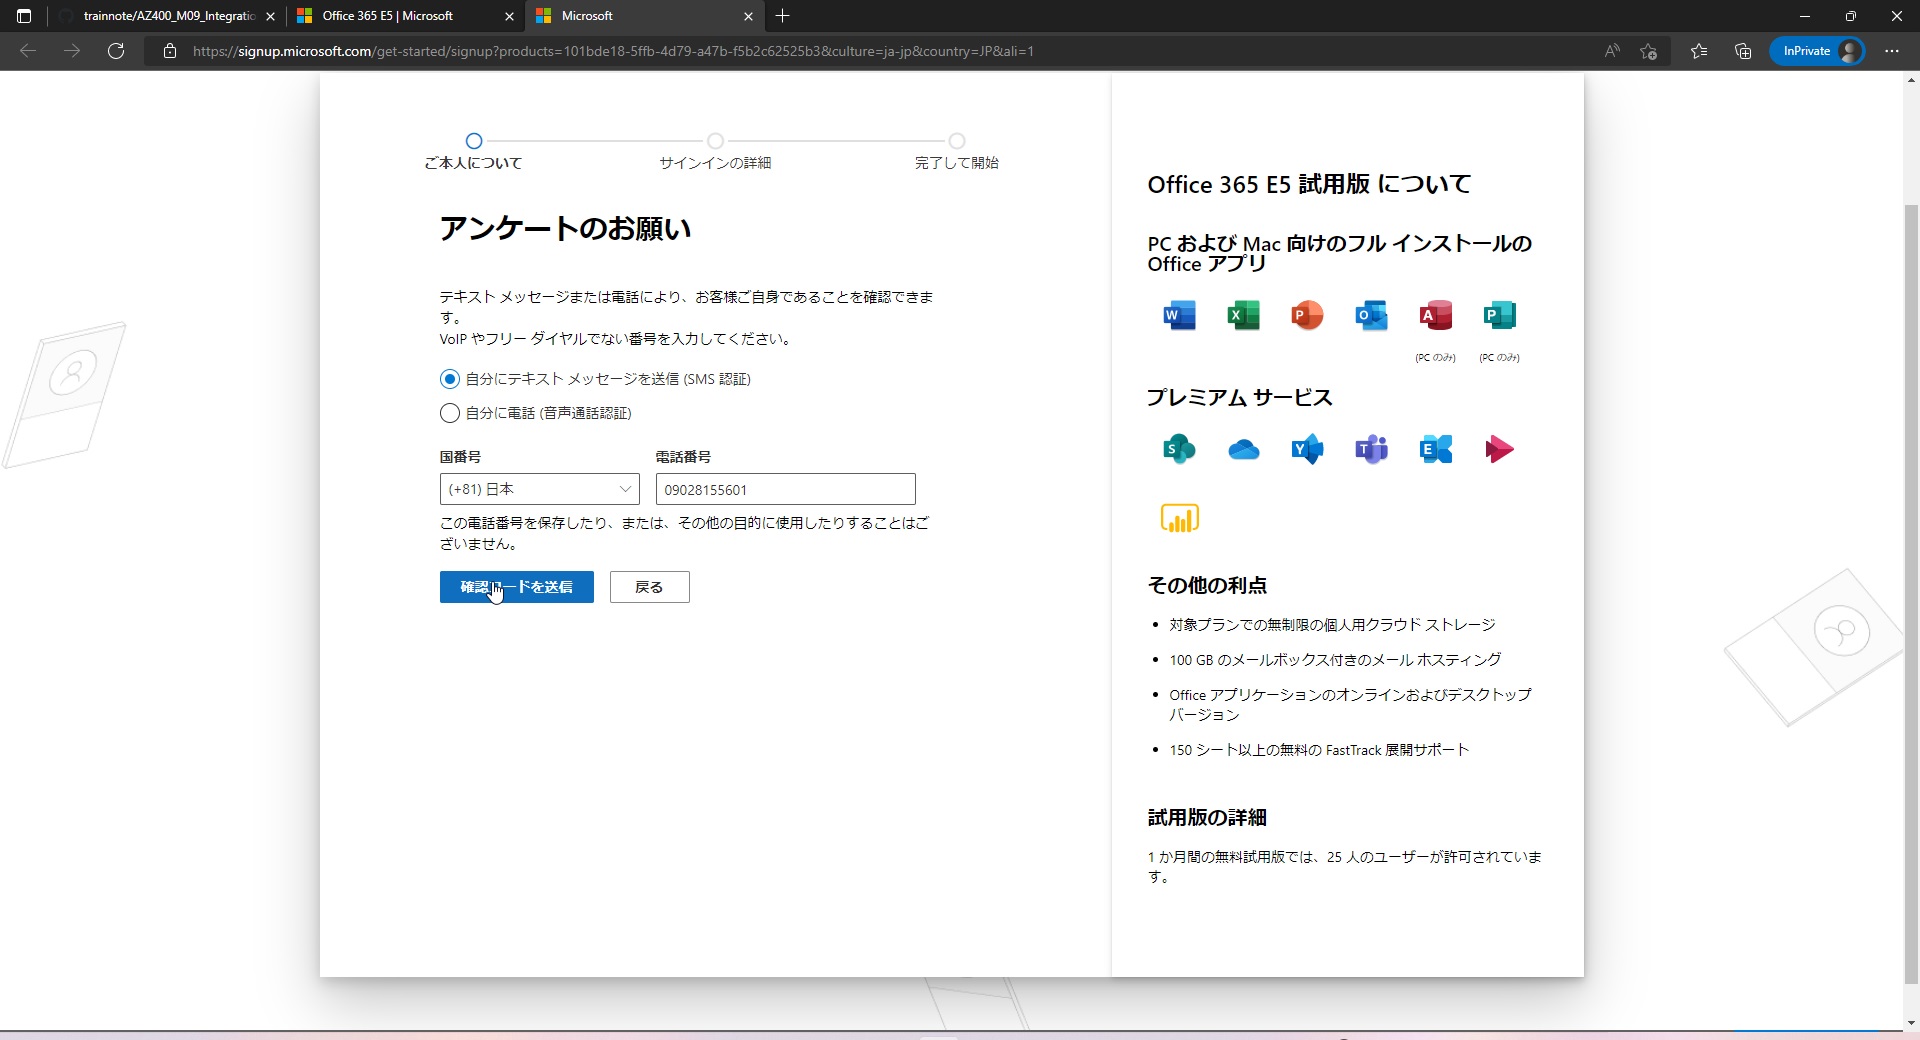 trainnote/AZ400_M09_Integratio
Office 365 E5 | Microsoft
Microsoft
https://signup.microsoft.com/get-started/signup?products=101bde18-5ffb-4d79-a47b-f5b2c62525b3&culture=ja-jp&country=JP&ali=1
InPrivate
ご本人について
サインインの詳細
完了して開始
アンケートのお願い
テキスト メッセージまたは電話により、お客様ご自身であることを確認できま
す。
VoIP やフリー ダイヤルでない番号を入力してください。
自分にテキスト メッセージを送信 (SMS 認証)
自分に電話 (音声通話認証)
国番号
電話番号
(+81) 日本
09028155601
この電話番号を保存したり、または、その他の目的に使用したりすることはご
ざいません。
確認コードを送信
戻る
Office 365 E5 試用版 について
PC および Mac 向けのフル インストールの
Office アプリ
W
X
P
O
A
P
(PC のみ)
(PC のみ)
プレミアム サービス
S
Y
T
E
その他の利点
• 対象プランでの無制限の個人用クラウド ストレージ
• 100 GB のメールボックス付きのメール ホスティング
• Office アプリケーションのオンラインおよびデスクトップ
バージョン
• 150 シート以上の無料の FastTrack 展開サポート
試用版の詳細
1 か月間の無料試用版では、25 人のユーザーが許可されていま
す。